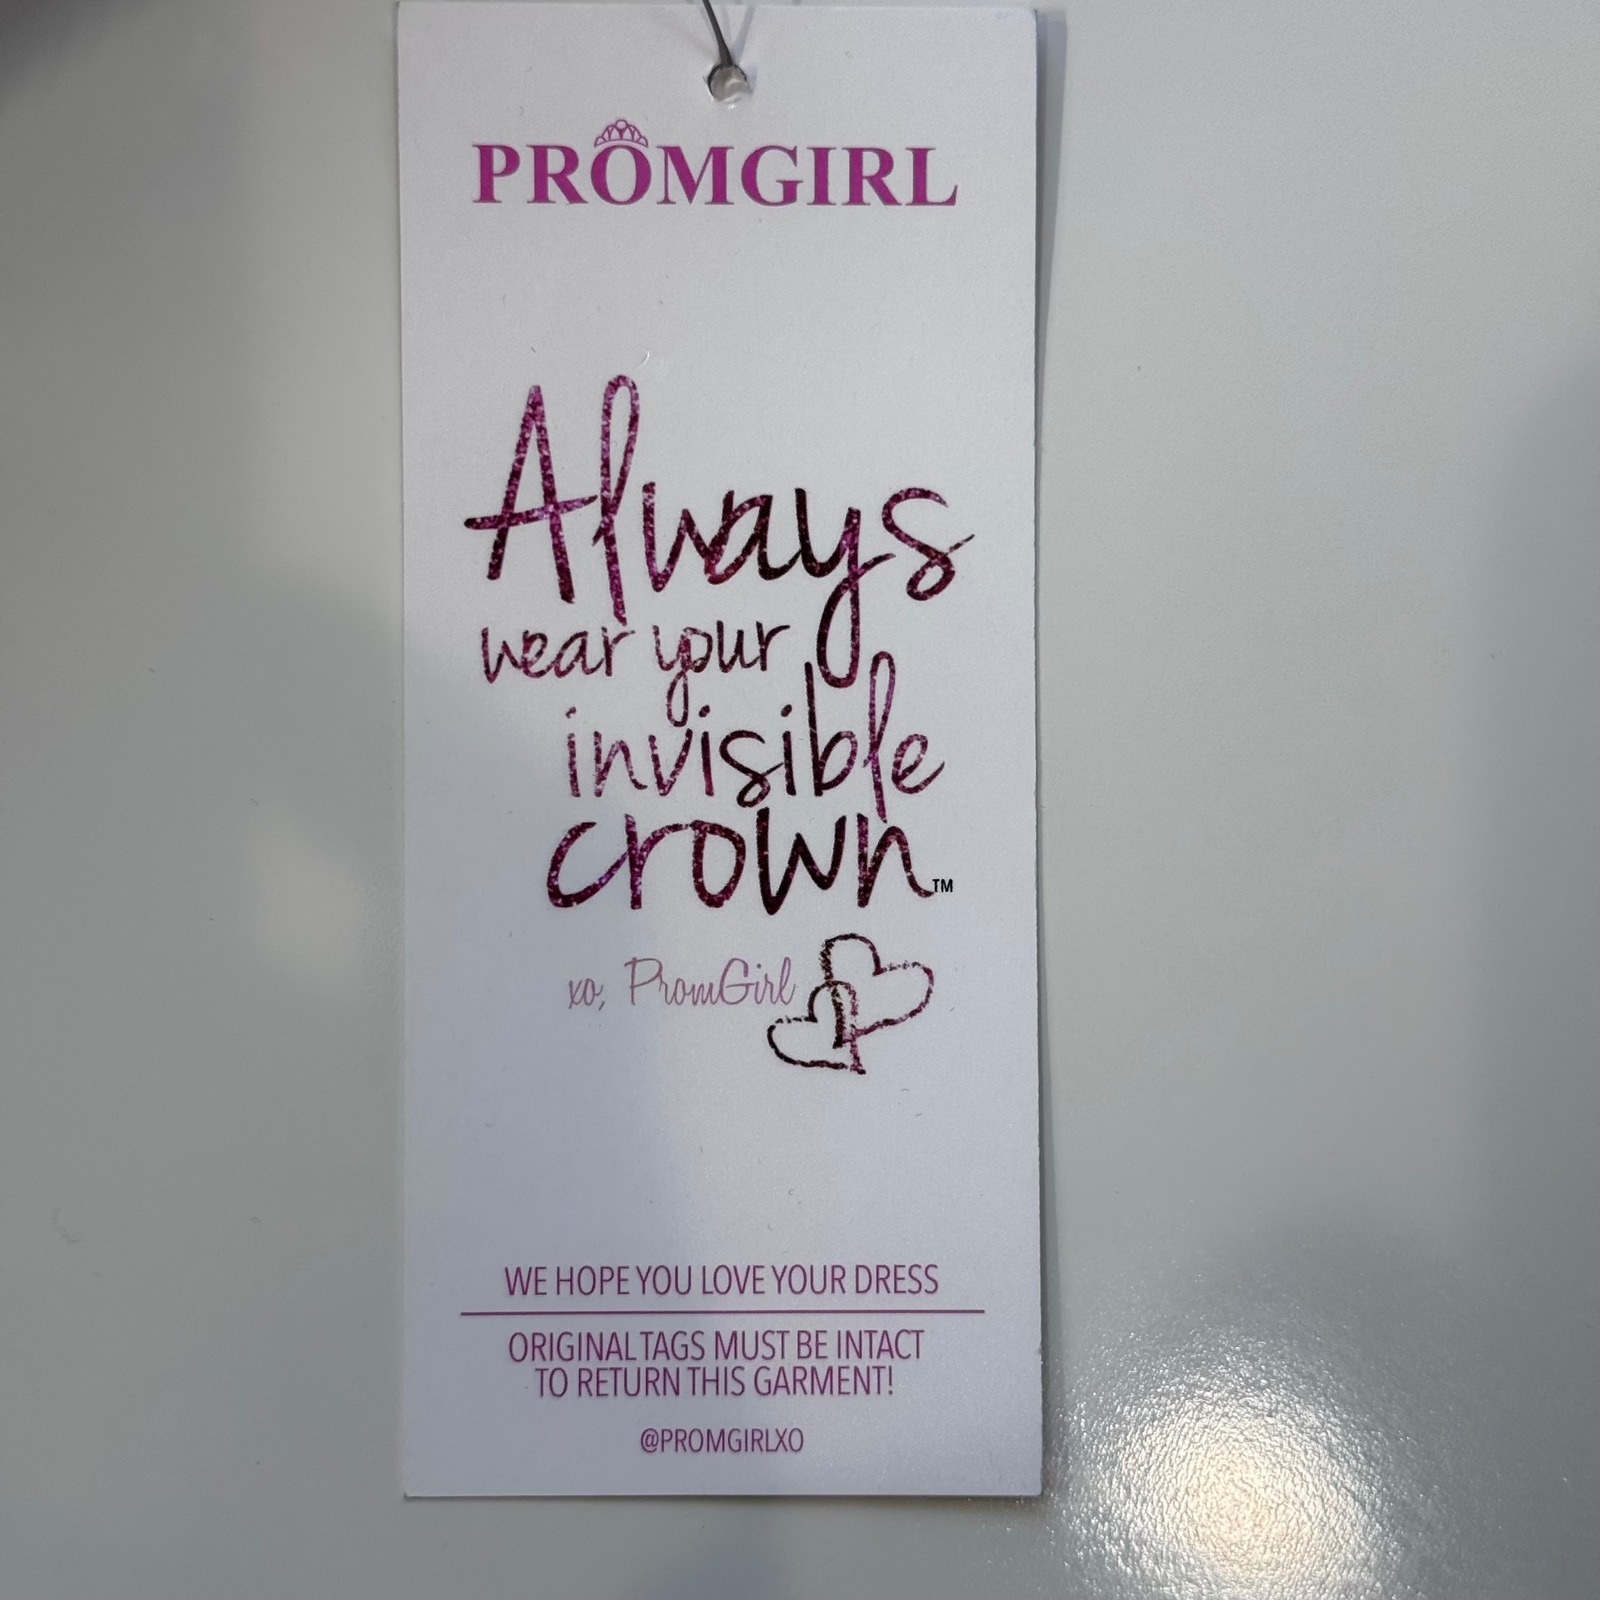 PROMGIRL
Always
wear your
invisible
crown™
xo, PromGirl
WE HOPE YOU LOVE YOUR DRESS
ORIGINAL TAGS MUST BE INTACT
TO RETURN THIS GARMENT!
@PROMGIRLXO